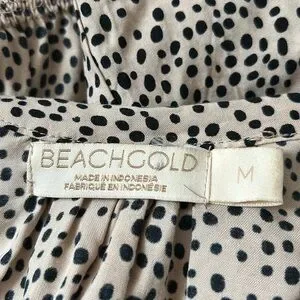 BEACHGOLD
MADE IN INDONESIA
FABRIQUÉ EN INDONÉSIE
M